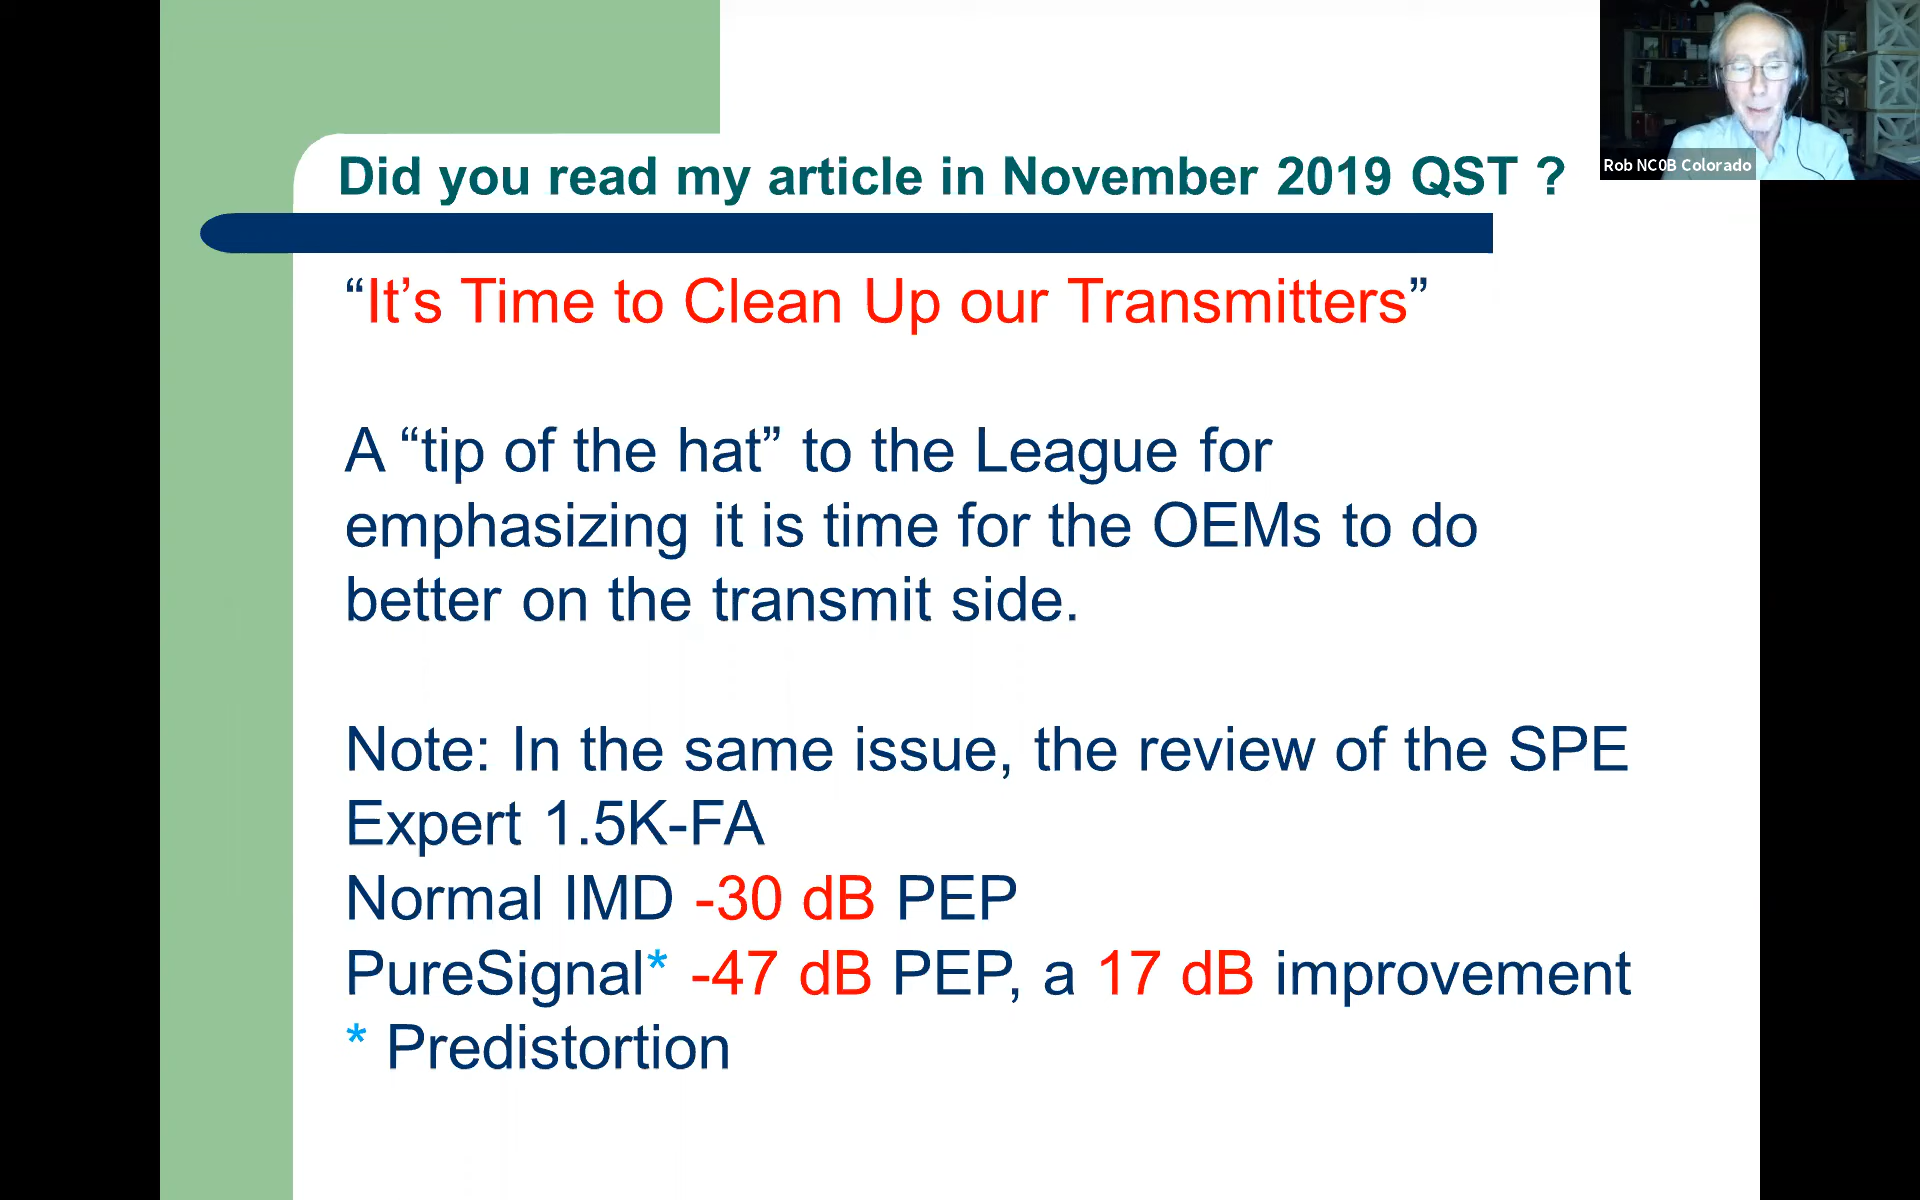 Did you read my article in November 2019 QST ?
Rob NC0B Colorado
“It’s Time to Clean Up our Transmitters”
A “tip of the hat” to the League for
emphasizing it is time for the OEMs to do
better on the transmit side.
Note: In the same issue, the review of the SPE
Expert 1.5K-FA
Normal IMD -30 dB PEP
PureSignal* -47 dB PEP, a 17 dB improvement
* Predistortion